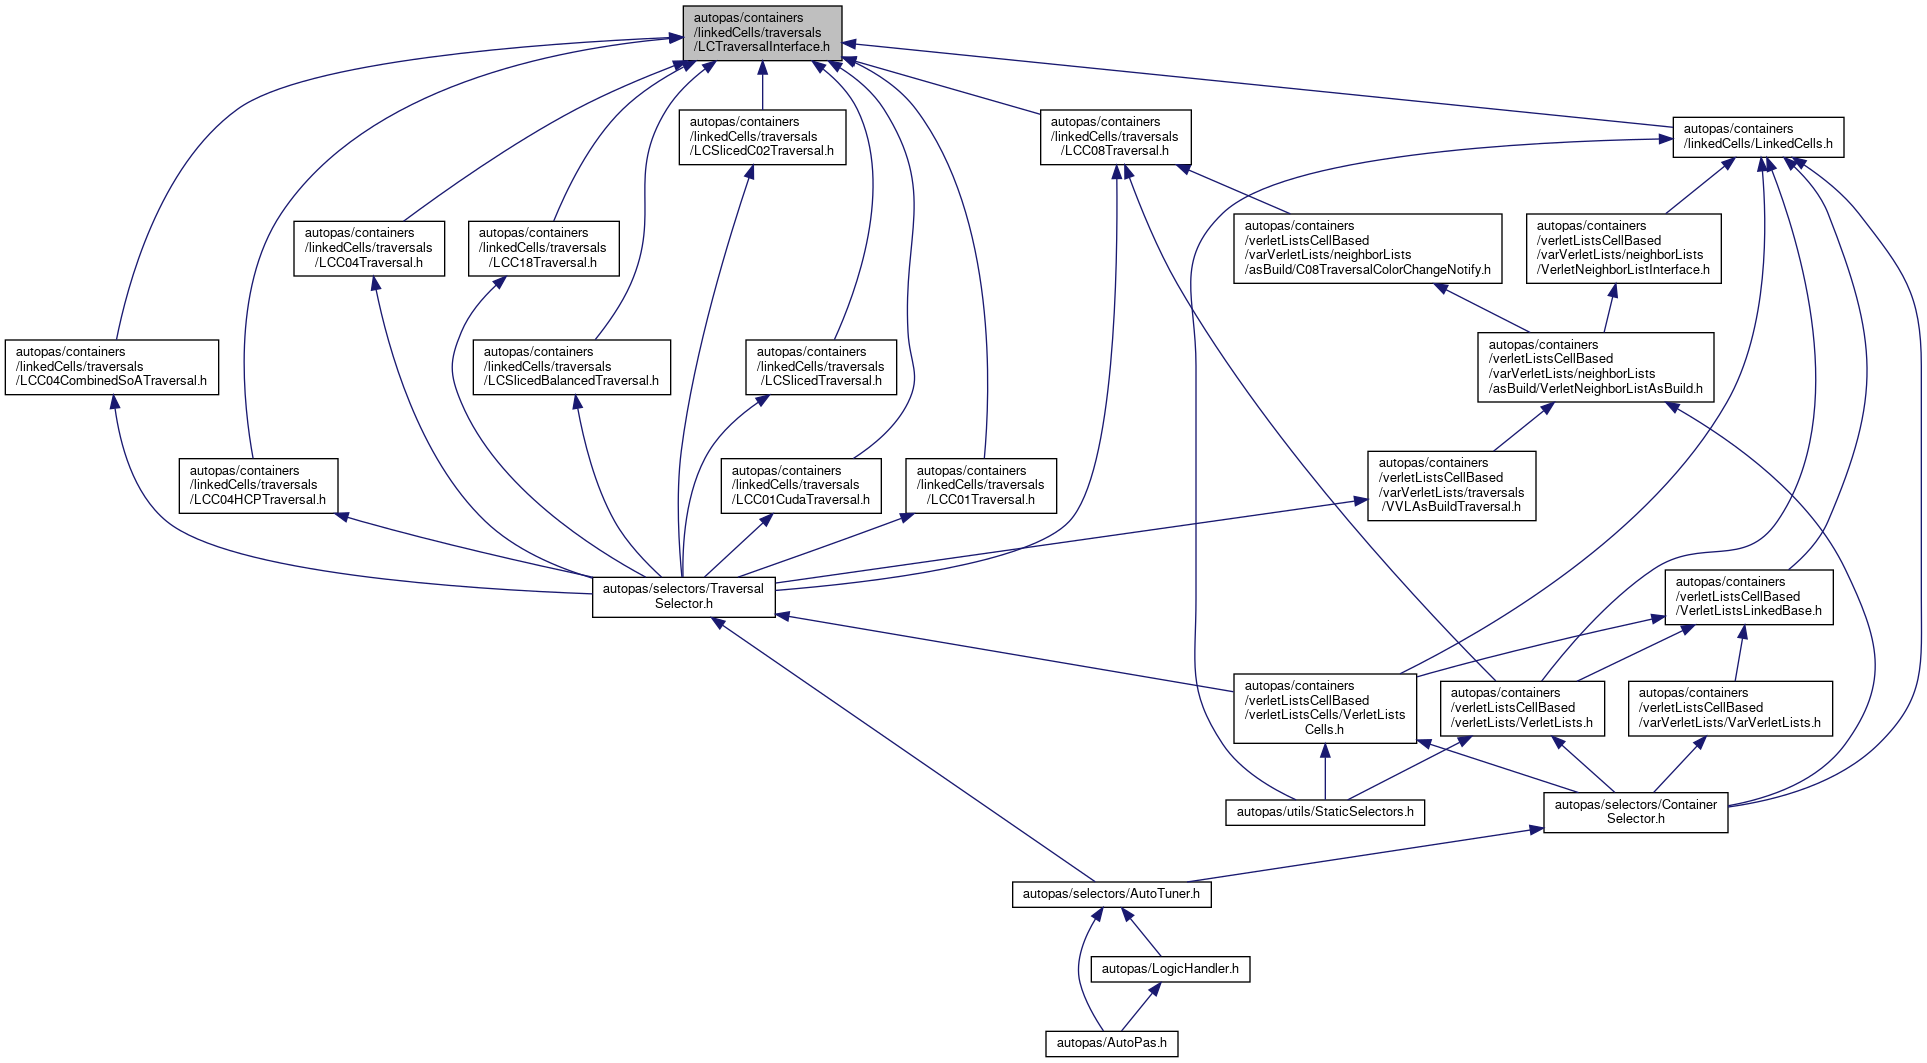 autopas/containers
/linkedCells/traversals
/LCTraversalInterface.h
autopas/containers
/linkedCells/traversals
/LCSlicedC02Traversal.h
autopas/containers
/linkedCells/traversals
/LCC08Traversal.h
autopas/containers
/linkedCells/LinkedCells.h
autopas/containers
/linkedCells/traversals
/LCC04Traversal.h
autopas/containers
/linkedCells/traversals
/LCC18Traversal.h
autopas/containers
/verletListsCellBased
/varVerletLists/neighborLists
/asBuild/C08TraversalColorChangeNotify.h
autopas/containers
/verletListsCellBased
/varVerletLists/neighborLists
/VerletNeighborListInterface.h
autopas/containers
/linkedCells/traversals
/LCC04CombinedSoATraversal.h
autopas/containers
/linkedCells/traversals
/LCSlicedBalancedTraversal.h
autopas/containers
/linkedCells/traversals
/LCSlicedTraversal.h
autopas/containers
/verletListsCellBased
/varVerletLists/neighborLists
/asBuild/VerletNeighborListAsBuild.h
autopas/containers
/linkedCells/traversals
/LCC04HCPTraversal.h
autopas/containers
/linkedCells/traversals
/LCC01CudaTraversal.h
autopas/containers
/linkedCells/traversals
/LCC01Traversal.h
autopas/containers
/verletListsCellBased
/varVerletLists/traversals
/VVLAsBuildTraversal.h
autopas/selectors/Traversal
Selector.h
autopas/containers
/verletListsCellBased
/VerletListsLinkedBase.h
autopas/containers
/verletListsCellBased
/verletListsCells/VerletLists
Cells.h
autopas/containers
/verletListsCellBased
/verletLists/VerletLists.h
autopas/containers
/verletListsCellBased
/varVerletLists/VarVerletLists.h
autopas/utils/StaticSelectors.h
autopas/selectors/Container
Selector.h
autopas/selectors/AutoTuner.h
autopas/LogicHandler.h
autopas/AutoPas.h